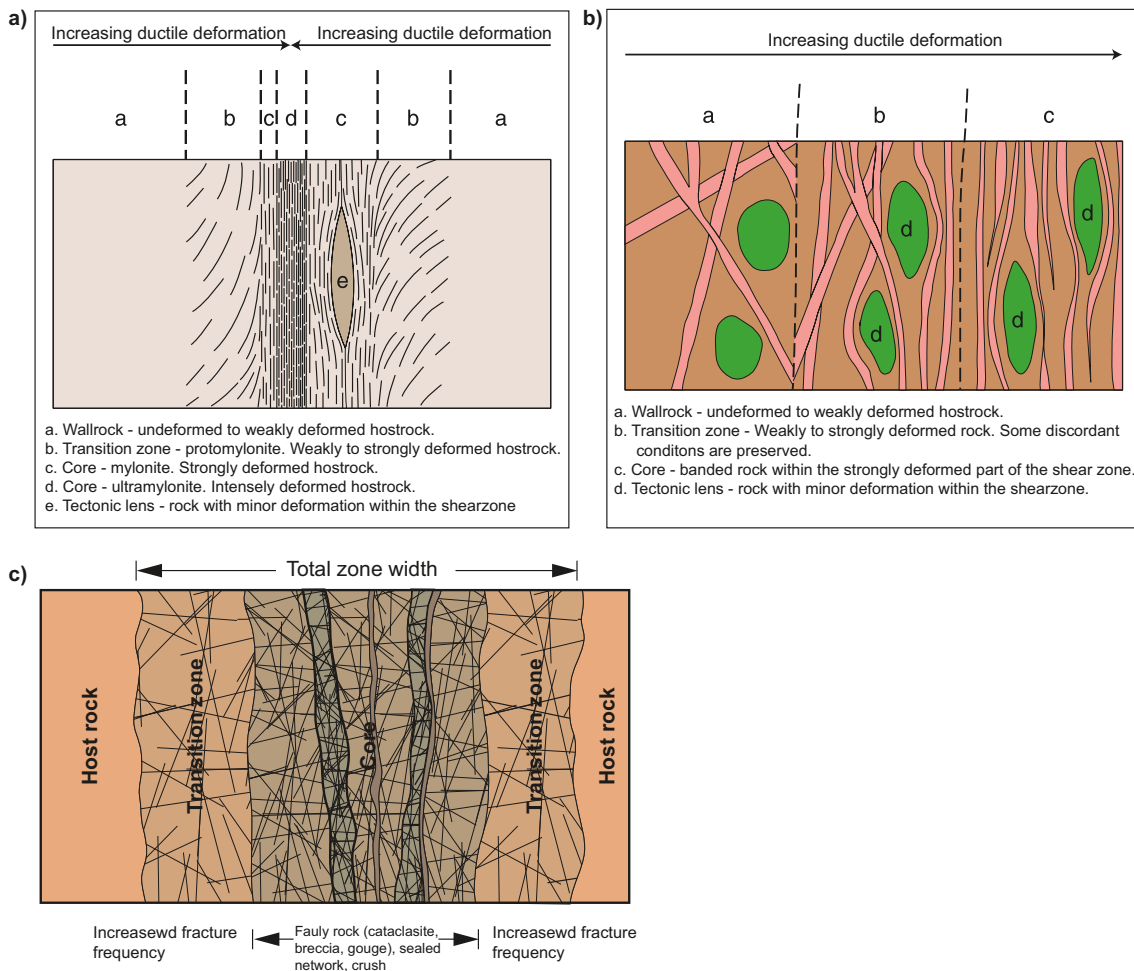 a)
Increasing ductile deformation
Increasing ductile deformation
a
b
c
d
c
b
a
e
a. Wallrock - undeformed to weakly deformed hostrock.
b. Transition zone - protomylonite. Weakly to strongly deformed hostrock.
c. Core - mylonite. Strongly deformed hostrock.
d. Core - ultramylonite. Intensely deformed hostrock.
e. Tectonic lens - rock with minor deformation within the shearzone
b)
Increasing ductile deformation
a
b
c
d
d
d
d
a. Wallrock - undeformed to weakly deformed hostrock.
b. Transition zone - Weakly to strongly deformed rock. Some discordant
conditons are preserved.
c. Core - banded rock within the strongly deformed part of the shear zone.
d. Tectonic lens - rock with minor deformation within the shearzone.
c)
Total zone width
Host rock
Transition zone
Core
Transition zone
Host rock
Increasewd fracture
frequency
Fauly rock (cataclasite,
breccia, gouge), sealed
network, crush
Increasewd fracture
frequency